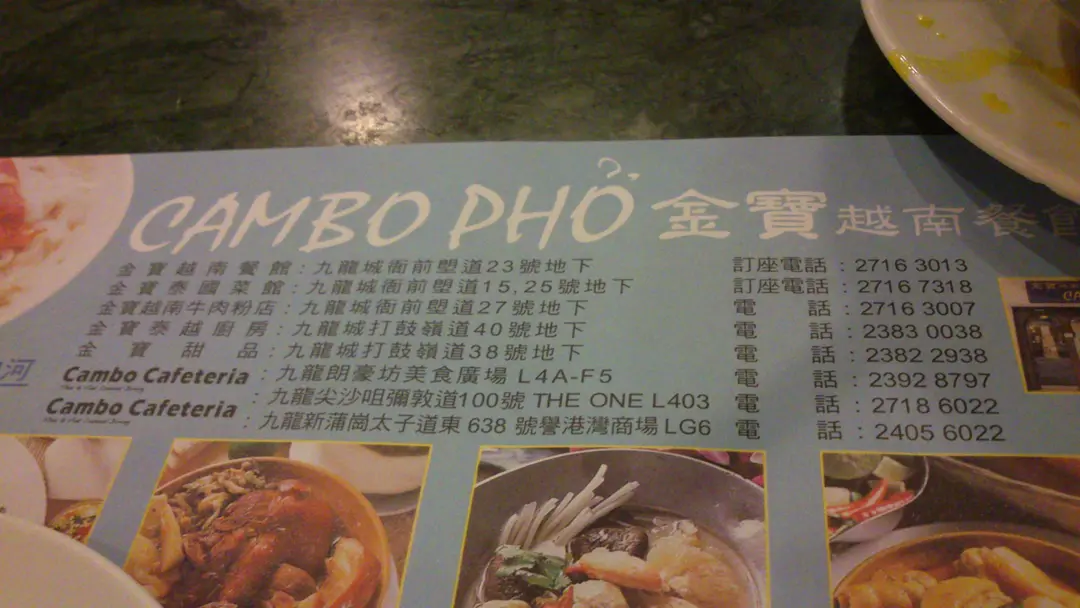 CAMBO PHỞ 金寶越南餐館
金寶越南餐館：九龍城衙前塱道23號地下 訂座電話：2716 3013
金寶泰國菜館：九龍城衙前塱道15,25號地下 訂座電話：2716 7318
金寶越南牛肉粉店：九龍城衙前塱道27號地下 電話：2716 3007
金寶泰越廚房：九龍城打鼓嶺道40號地下 電話：2383 0038
金寶甜品：九龍城打鼓嶺道38號地下 電話：2382 2938
Cambo Cafeteria：九龍朗豪坊美食廣場 L4A-F5 電話：2392 8797
Cambo Cafeteria：九龍尖沙咀彌敦道100號 THE ONE L403 電話：2718 6022
：九龍新蒲崗太子道東 638 號譽港灣商場 LG6 電話：2405 6022
河